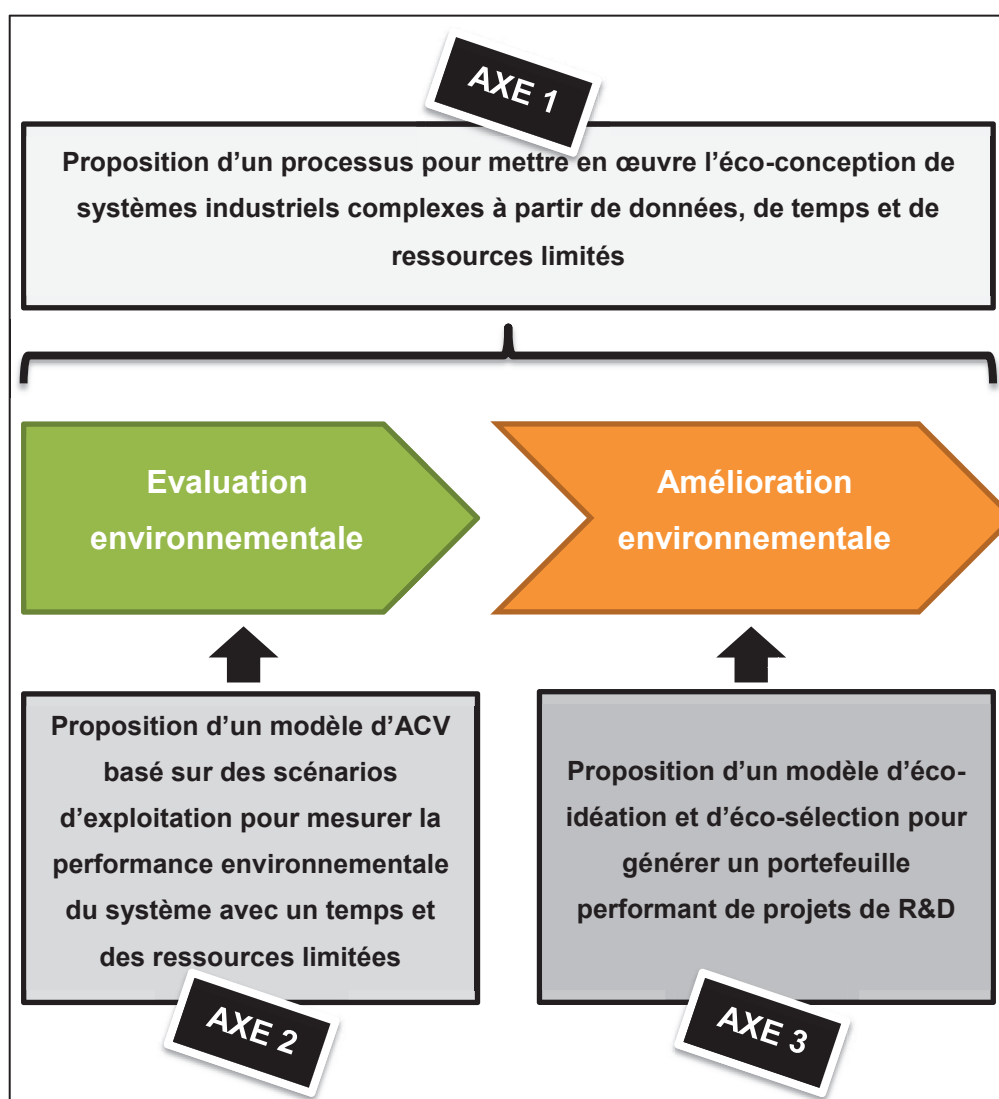 AXE 1
Proposition d’un processus pour mettre en œuvre l’éco-conception de
systèmes industriels complexes à partir de données, de temps et de
ressources limités
Evaluation
environnementale
Amélioration
environnementale
Proposition d’un modèle d’ACV
basé sur des scénarios
d’exploitation pour mesurer la
performance environnementale
du système avec un temps et
des ressources limitées
AXE 2
Proposition d’un modèle d’éco-
idéation et d’éco-sélection pour
générer un portefeuille
performant de projets de R&D
AXE 3